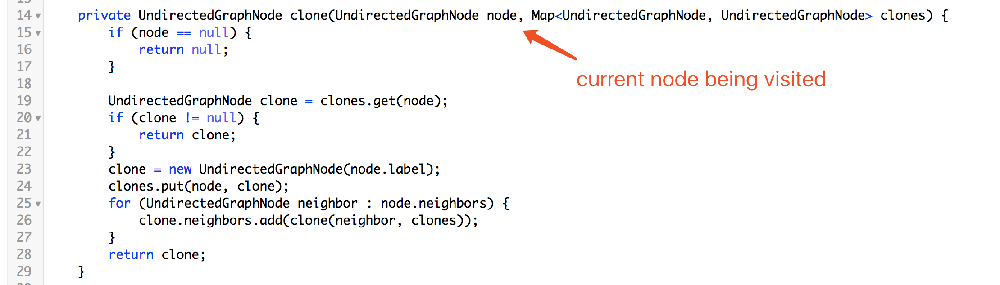 14 private UndirectedGraphNode clone(UndirectedGraphNode node, Map<UndirectedGraphNode, UndirectedGraphNode> clones) {
15 if (node == null) {
16 return null;
17 }
current node being visited
18
19 UndirectedGraphNode clone = clones.get(node);
20 if (clone != null) {
21 return clone;
22 }
23 clone = new UndirectedGraphNode(node.label);
24 clones.put(node, clone);
25 for (UndirectedGraphNode neighbor : node.neighbors) {
26 clone.neighbors.add(clone(neighbor, clones));
27 }
28 return clone;
29 }